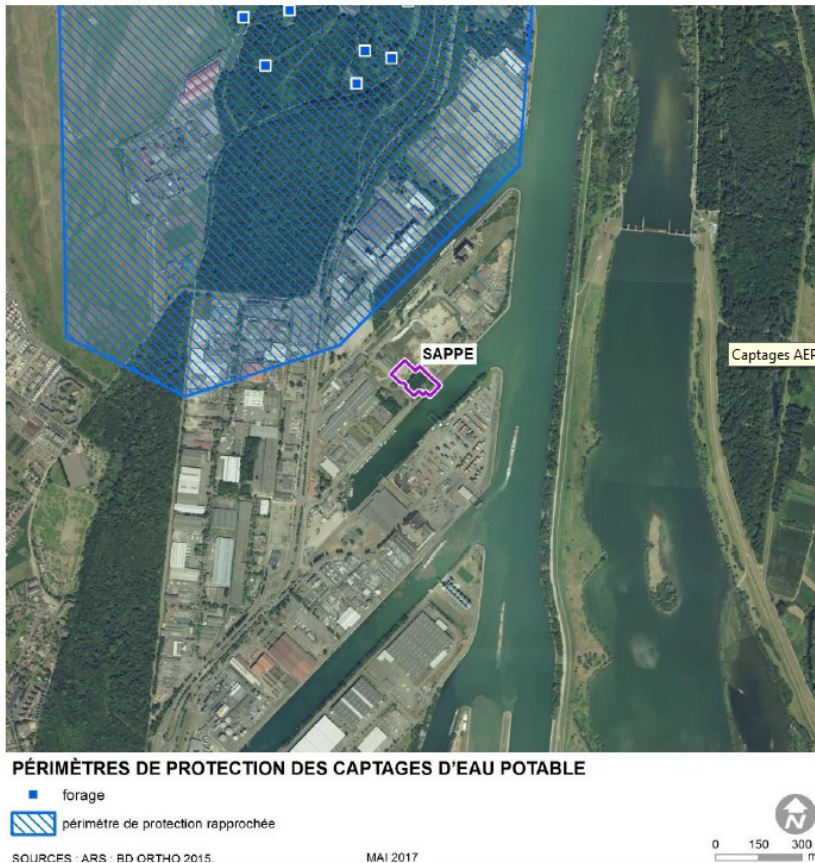 SAPPE
Captages AEP
PÉRIMÈTRES DE PROTECTION DES CAPTAGES D'EAU POTABLE
forage
périmètre de protection rapprochée
N
0 150 300
m
SOURCES : ARS ; BD ORTHO 2015. MAI 2017